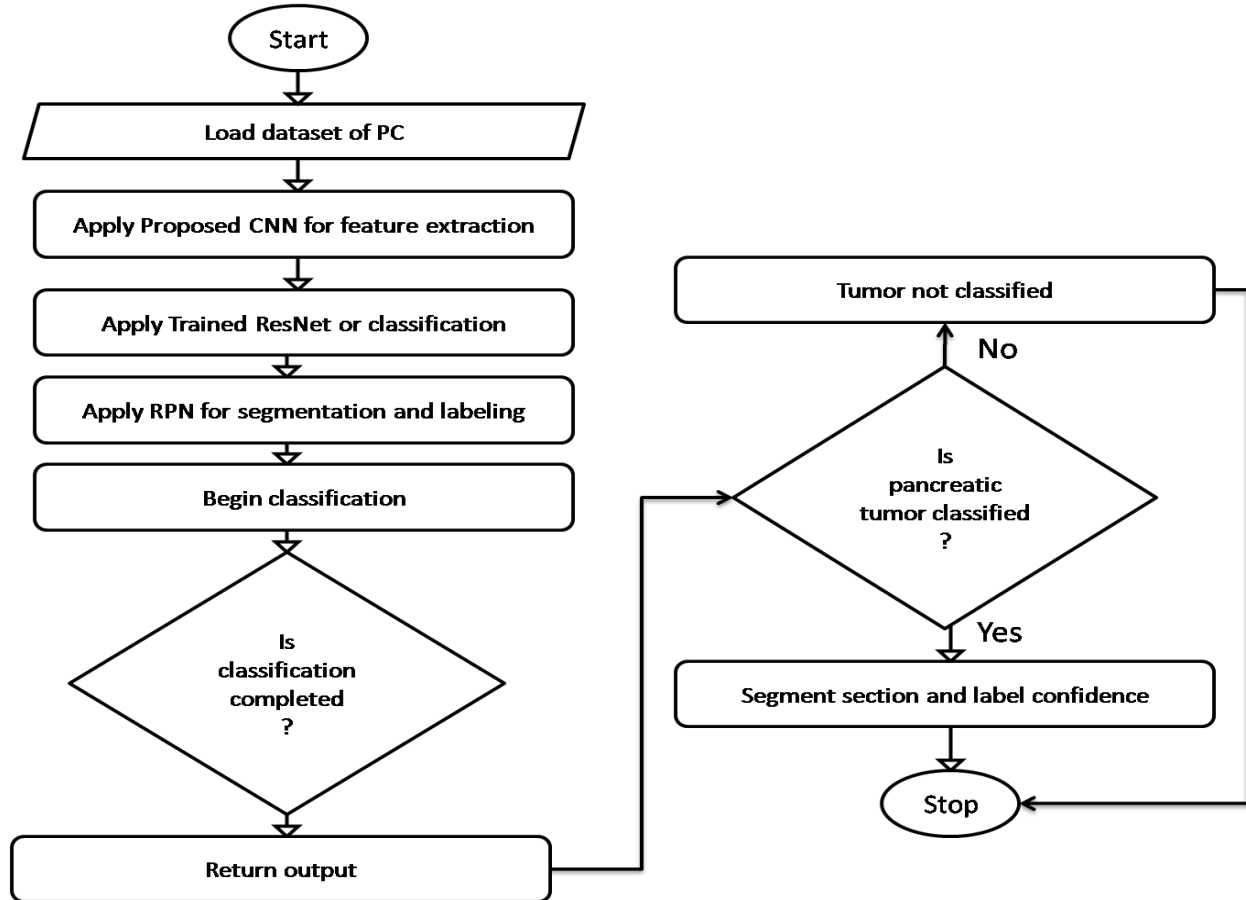 Start
Load dataset of PC
Apply Proposed CNN for feature extraction
Apply Trained ResNet or classification
Apply RPN for segmentation and labeling
Begin classification
Is
classification
completed
?
Return output
Tumor not classified
No
Is
pancreatic
tumor classified
?
Yes
Segment section and label confidence
Stop